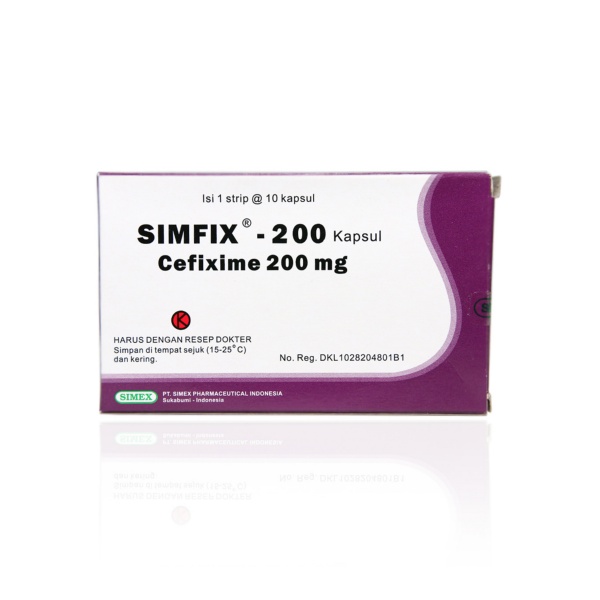 Isi 1 strip @ 10 kapsul
SIMFIX® - 200 Kapsul
Cefixime 200 mg
K
HARUS DENGAN RESEP DOKTER
Simpan di tempat sejuk (15-25°C)
dan kering.
No. Reg. DKL1028204801B1
SIMEX
PT. SIMEX PHARMACEUTICAL INDONESIA
Sukabumi - Indonesia